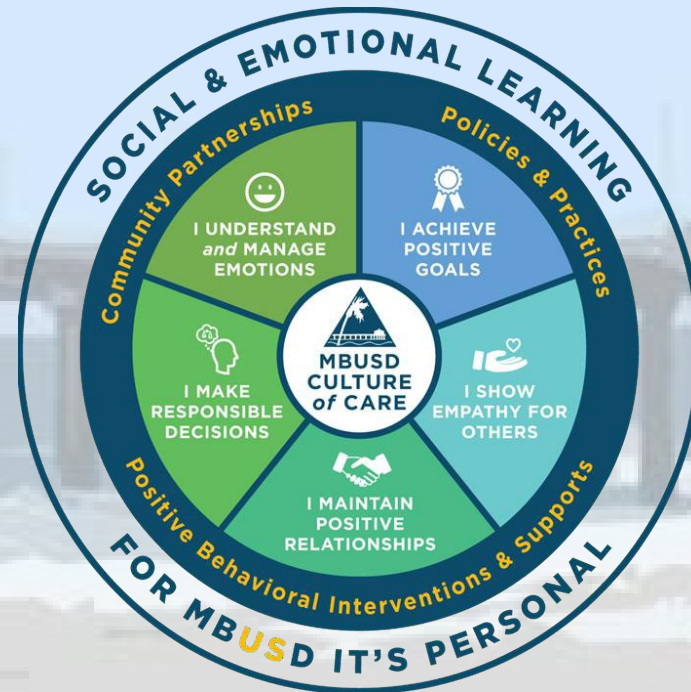 SOCIAL & EMOTIONAL LEARNING
Community Partnerships
Policies & Practices
I UNDERSTAND
and MANAGE
EMOTIONS
I ACHIEVE
POSITIVE
GOALS
MBUSD
CULTURE
of CARE
I MAKE
RESPONSIBLE
DECISIONS
I SHOW
EMPATHY FOR
OTHERS
I MAINTAIN
POSITIVE
RELATIONSHIPS
Positive Behavioral Interventions & Supports
FOR MBUSD IT'S PERSONAL